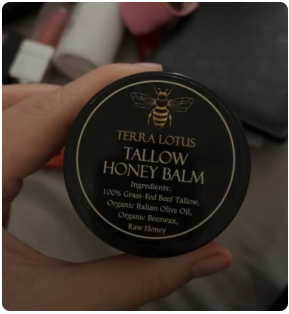 TERRA LOTUS
TALLOW
HONEY BALM
Ingredients:
100% Grass-Fed Beef Tallow,
Organic Italian Olive Oil,
Organic Beeswax,
Raw Honey